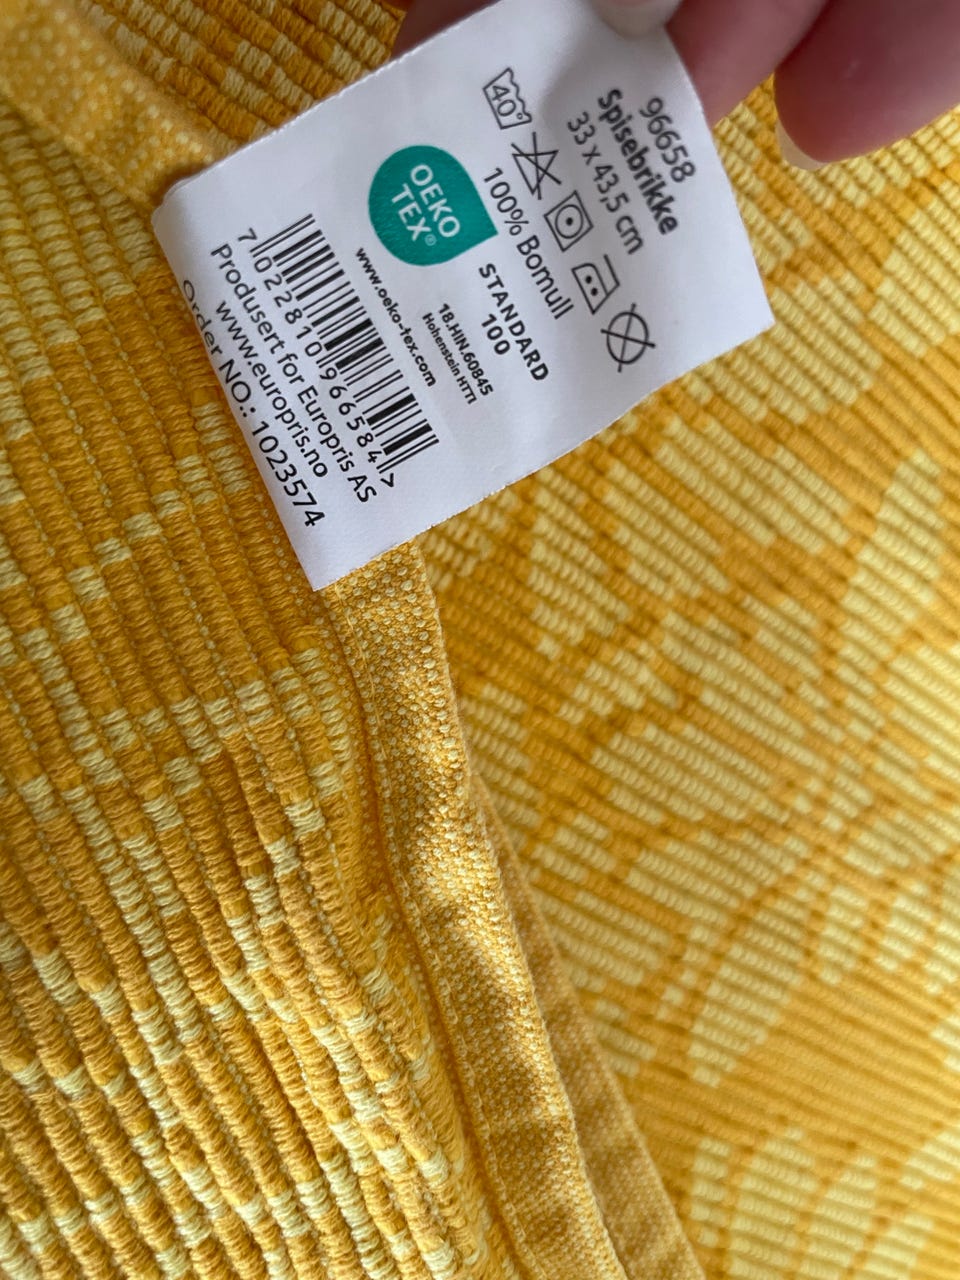 96658
Spisebrikke
33 x 43,5 cm
40°
100% Bomull
OEKO
TEX®
STANDARD
100
18.HIN.60845
Hohenstein HTTI
www.oeko-tex.com
7 022810 966584 >
Produsert for Europris AS
www.europris.no
Order NO.: 1023574